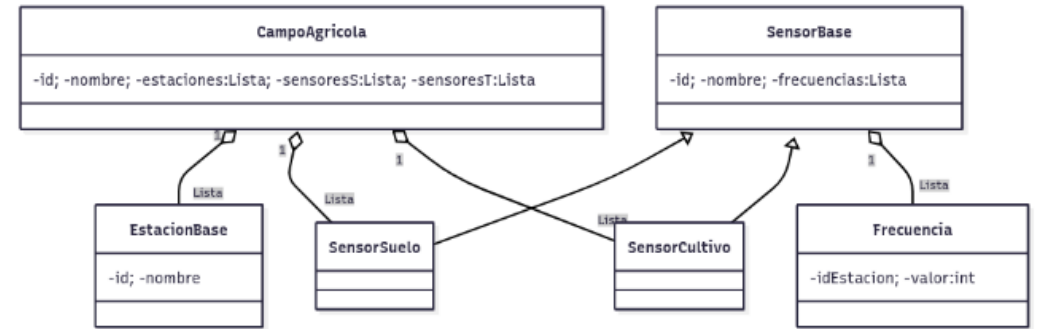 CampoAgricola
-id; -nombre; -estaciones:Lista; -sensoresS:Lista; -sensoresT:Lista
SensorBase
-id; -nombre; -frecuencias:Lista
1
1
1
1
Lista
Lista
Lista
Lista
EstacionBase
-id; -nombre
SensorSuelo
SensorCultivo
Frecuencia
-idEstacion; -valor:int